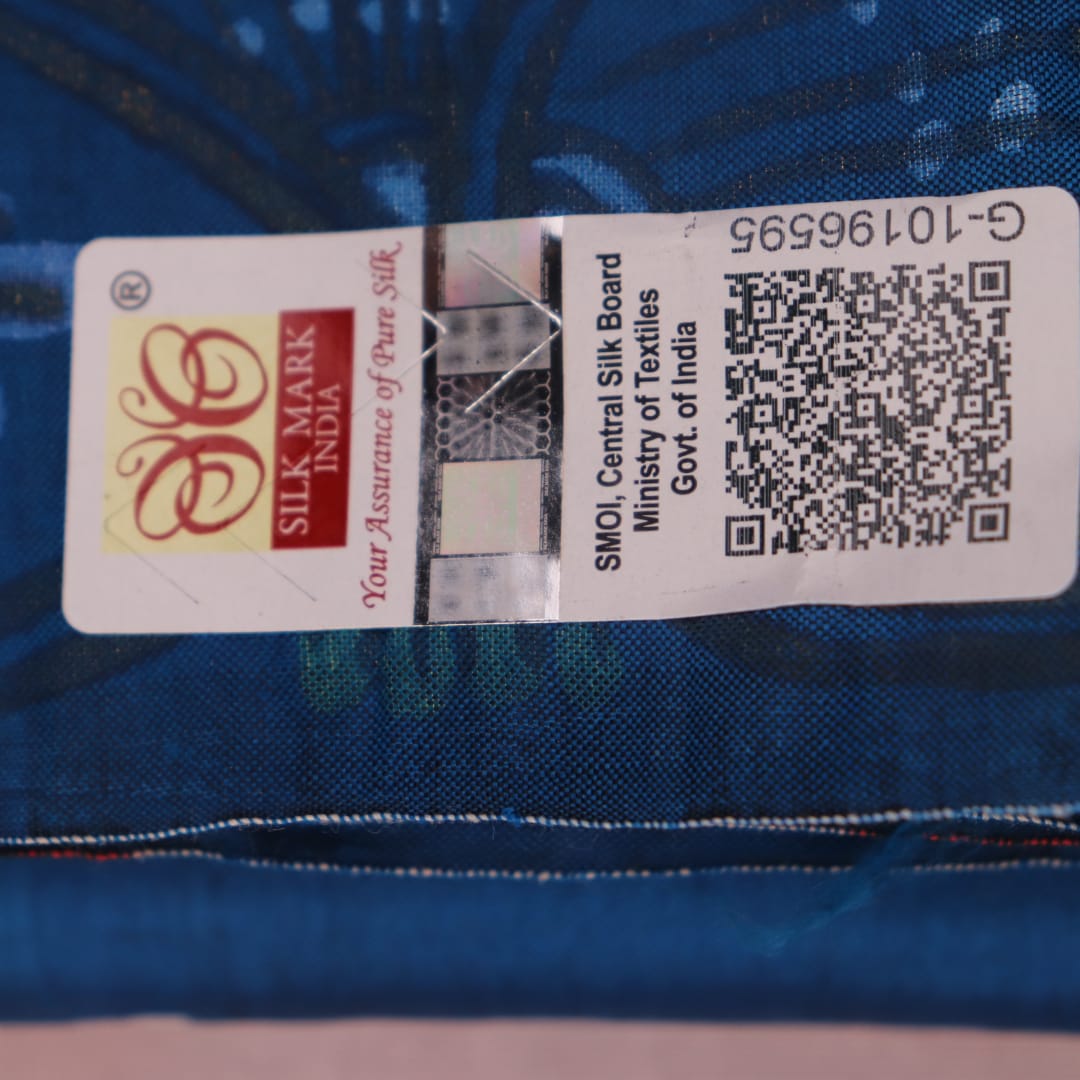 ®
SILK MARK
INDIA
Your Assurance of Pure Silk
SMOI, Central Silk Board
Ministry of Textiles
Govt. of India
G-10196595